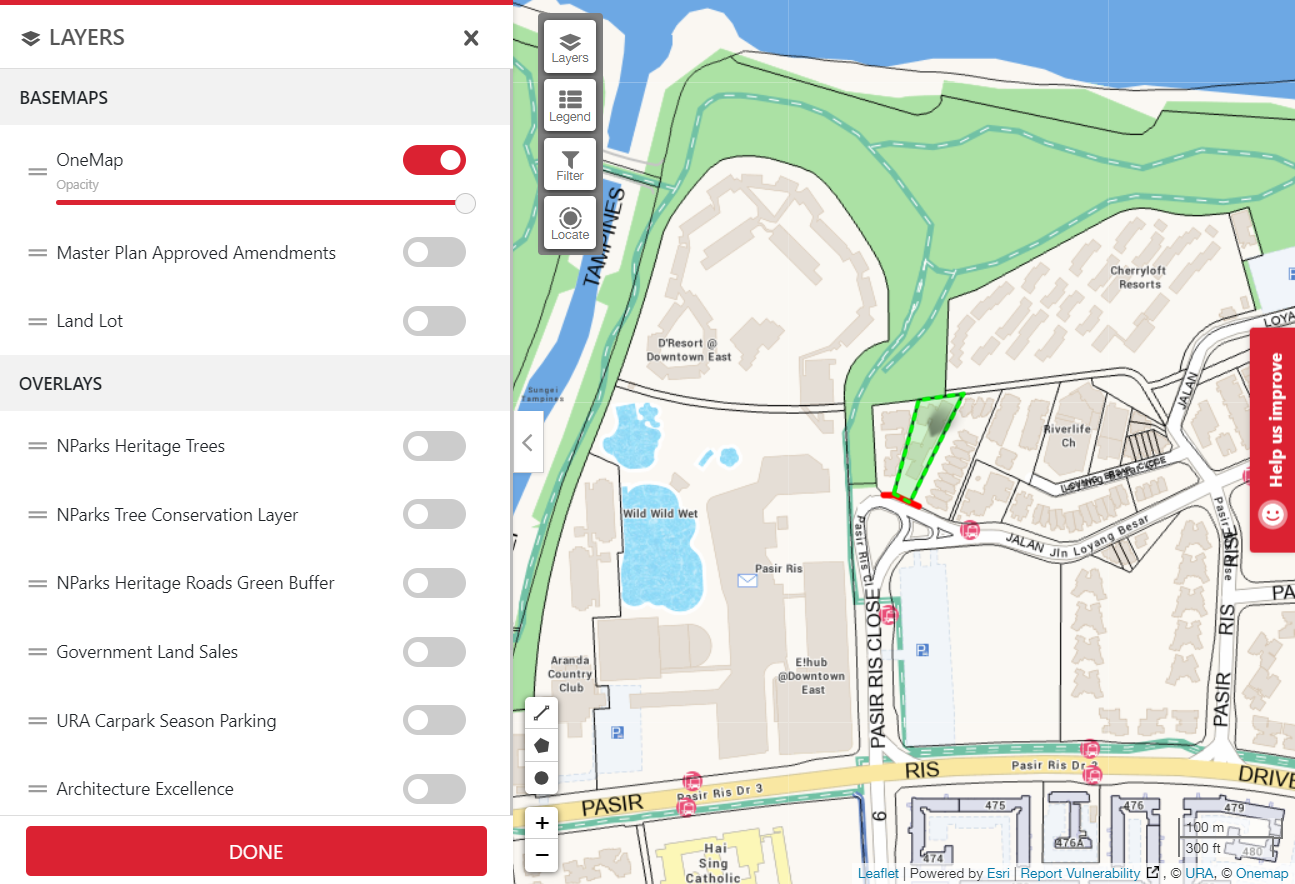 LAYERS
BASEMAPS
OneMap
Opacity
Master Plan Approved Amendments
Land Lot
OVERLAYS
NParks Heritage Trees
NParks Tree Conservation Layer
NParks Heritage Roads Green Buffer
Government Land Sales
URA Carpark Season Parking
Architecture Excellence
DONE
Layers
Legend
Filter
Locate
TAMPINES
Sungei
Tampines
D'Resort @
Downtown East
Cherryloft
Resorts
LOYA
JALAN
Riverlife
Ch
Help us improve
Wild Wild Wet
Pasir Ris
Pasir Ris Cl
PASIR RIS CLOSE
JALAN
Jln Loyang Besar
RISE
PA
PASIR RIS
Aranda
Country
Club
E!hub
@Downtown
East
PASIR
Pasir Ris Dr 3
RIS
Pasir Ris Dr 3
DRIVE
6
475
476
479
474
476A
480
Hai
Sing
Catholic
100 m
300 ft
Leaflet | Powered by Esri | Report Vulnerability , © URA, © Onemap